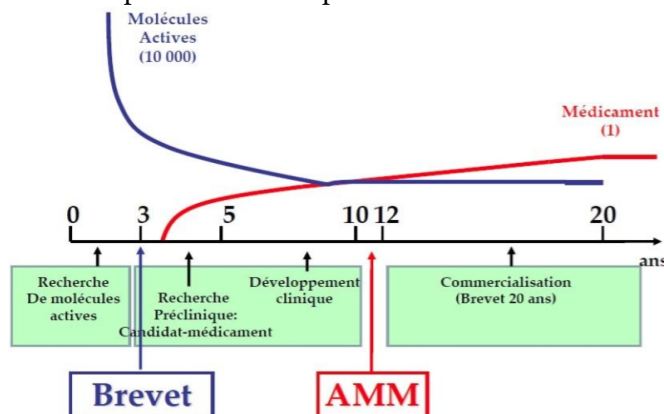 Molécules
Actives
(10 000)
Médicament
(1)
0 3 5 10 12 20
ans
Recherche
De molécules
actives
Recherche
Préclinique:
Candidat-médicament
Développement
clinique
Commercialisation
(Brevet 20 ans)
Brevet
AMM